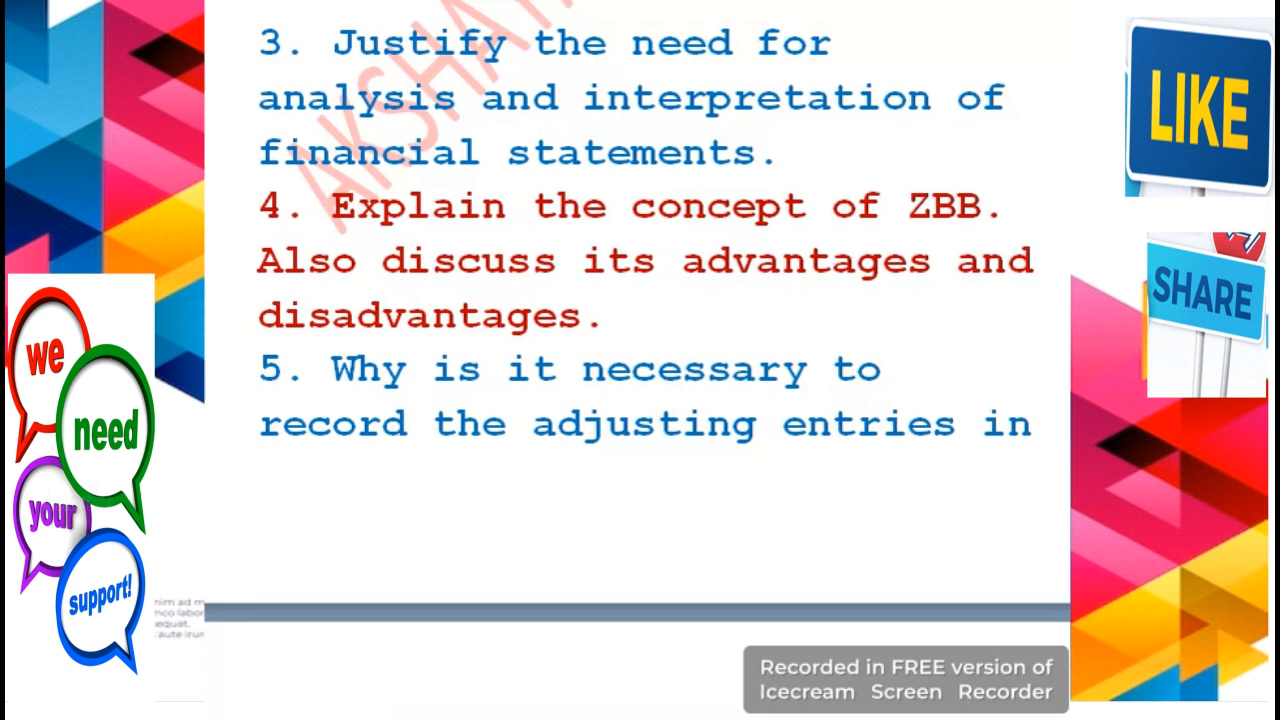 3. Justify the need for
analysis and interpretation of
financial statements.
4. Explain the concept of ZBB.
Also discuss its advantages and
disadvantages.
5. Why is it necessary to
record the adjusting entries in
LIKE
SHARE
we
need
your
support!
Recorded in FREE version of
Icecream Screen Recorder